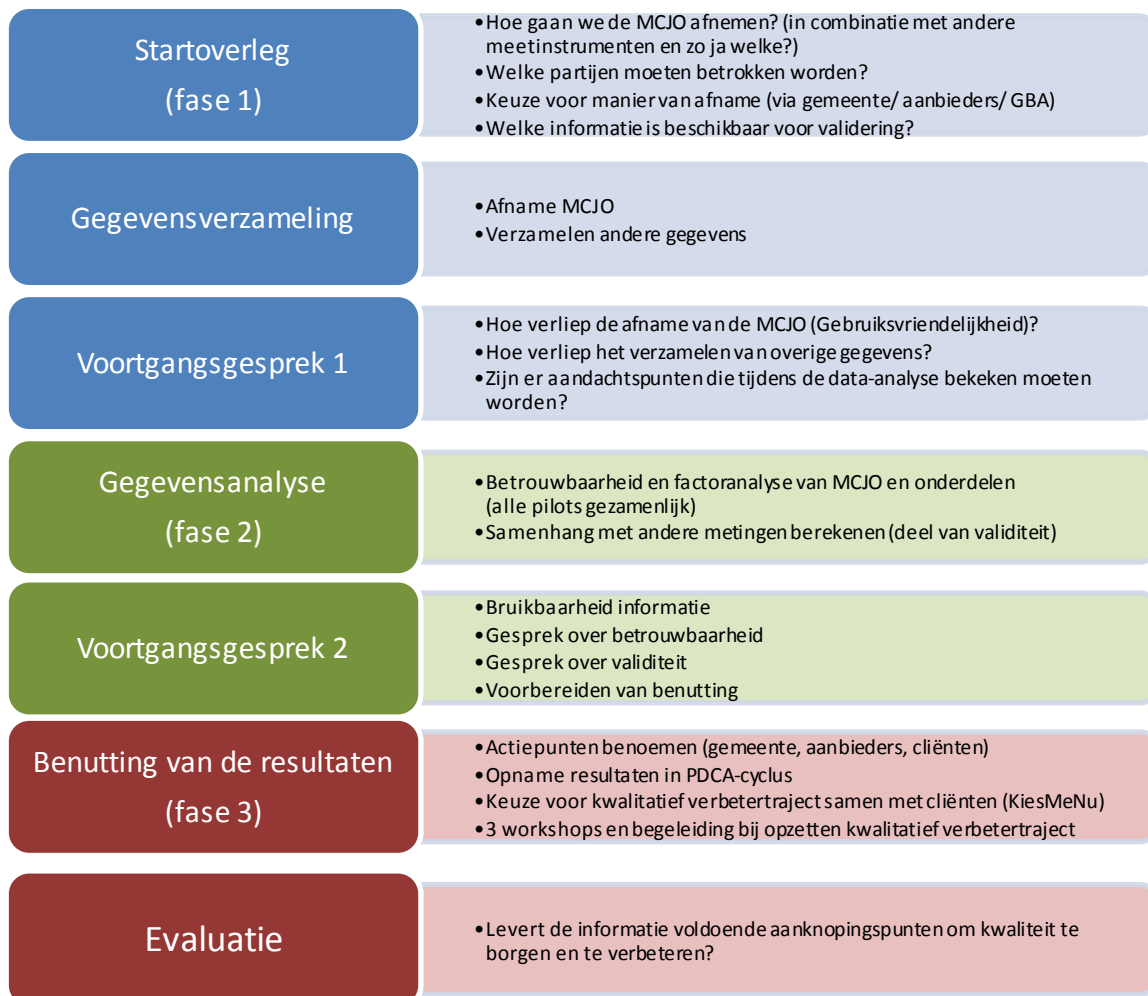 Startoverleg
(fase 1)
•Hoe gaan we de MCJO afnemen? (in combinatie met andere
meetinstrumenten en zo ja welke?)
•Welke partijen moeten betrokken worden?
•Keuze voor manier van afname (via gemeente/ aanbieders/ GBA)
•Welke informatie is beschikbaar voor validering?
Gegevensverzameling
•Afname MCJO
•Verzamelen andere gegevens
Voortgangsgesprek 1
•Hoe verliep de afname van de MCJO (Gebruiksvriendelijkheid)?
•Hoe verliep het verzamelen van overige gegevens?
•Zijn er aandachtspunten die tijdens de data-analyse bekeken moeten
worden?
Gegevensanalyse
(fase 2)
•Betrouwbaarheid en factoranalyse van MCJO en onderdelen
(alle pilots gezamenlijk)
•Samenhang met andere metingen berekenen (deel van validiteit)
Voortgangsgesprek 2
•Bruikbaarheid informatie
•Gesprek over betrouwbaarheid
•Gesprek over validiteit
•Voorbereiden van benutting
Benutting van de resultaten
(fase 3)
•Actiepunten benoemen (gemeente, aanbieders, cliënten)
•Opname resultaten in PDCA-cyclus
•Keuze voor kwalitatief verbetertraject samen met cliënten (KiesMeNu)
•3 workshops en begeleiding bij opzetten kwalitatief verbetertraject
Evaluatie
•Levert de informatie voldoende aanknopingspunten om kwaliteit te
borgen en te verbeteren?